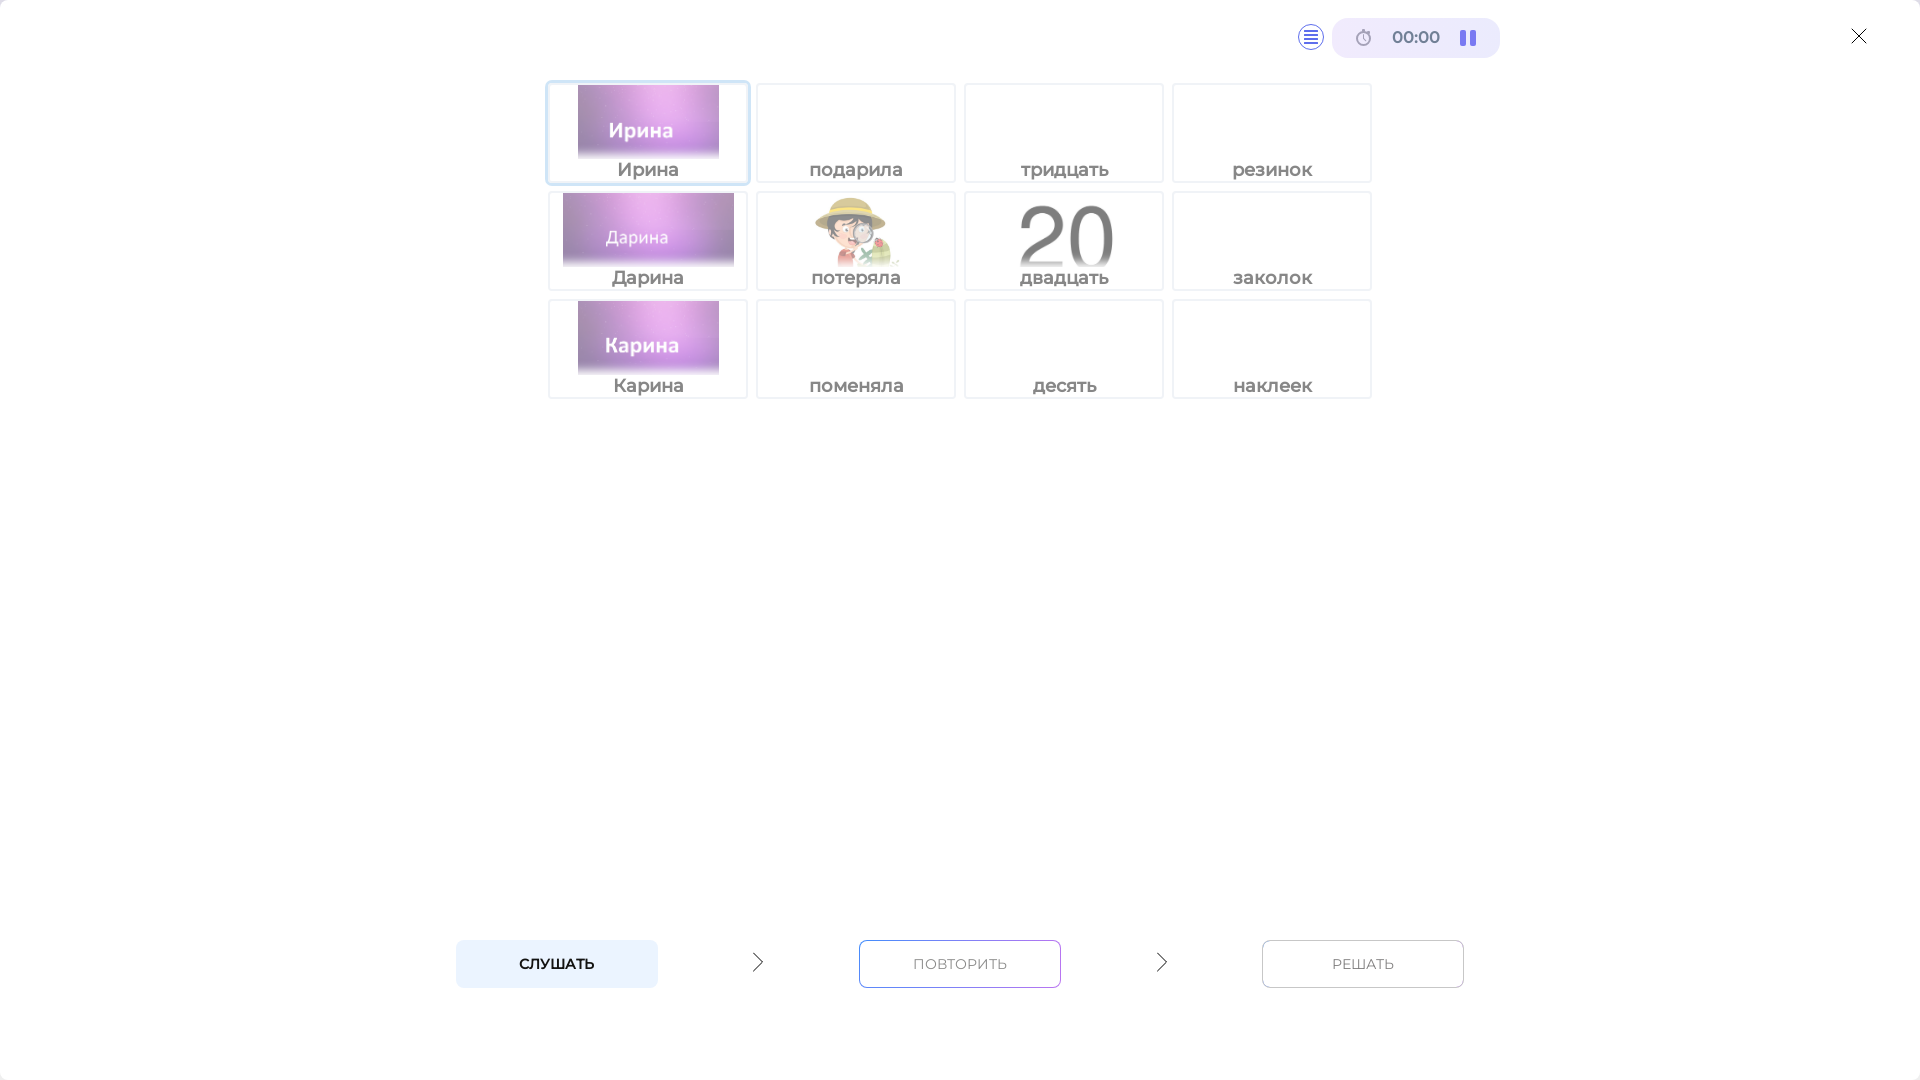 00:00
Ирина
Ирина
подарила
тридцать
резинок
Дарина
Дарина
потеряла
20
двадцать
заколок
Карина
Карина
поменяла
десять
наклеек
СЛУШАТЬ
ПОВТОРИТЬ
РЕШАТЬ